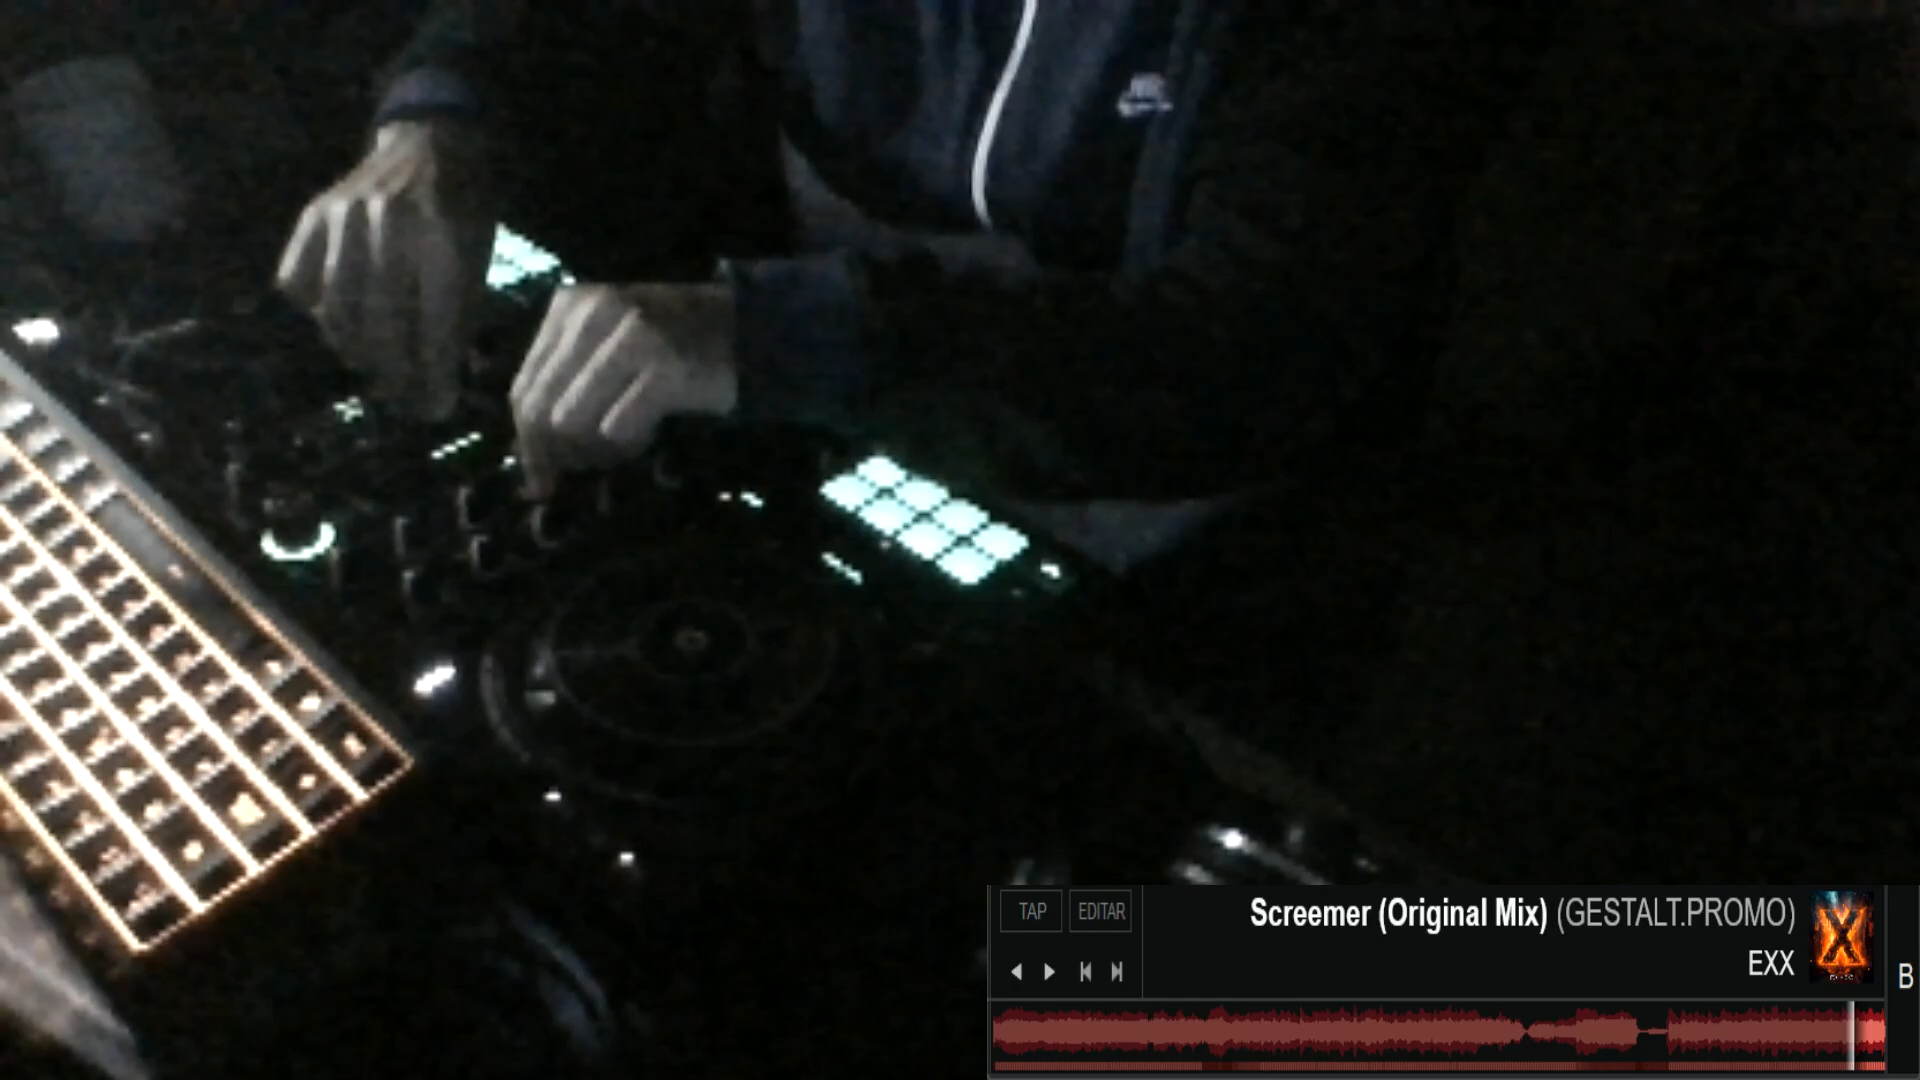 TAP EDITAR
Screemer (Original Mix) (GESTALT.PROMO)
EXX
B